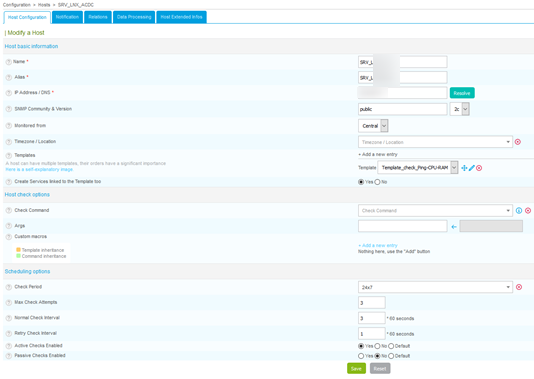 Configuration > Hosts > SRV_LNX_ACDC
Host Configuration Notification Relations Data Processing Host Extended Infos
| Modify a Host
Host basic information
Name * SRV_L
Alias * SRV_L
IP Address / DNS * Resolve
SNMP Community & Version public 2c
Monitored from Central
Timezone / Location Timezone / Location
Templates + Add a new entry
A host can have multiple templates, their orders have a significant importance
Here is a self-explanatory image. Template Template_check_Ping-CPU-RAM
Create Services linked to the Template too Yes No
Host check options
Check Command Check Command
Args
Custom macros + Add a new entry
Template inheritance Nothing here, use the "Add" button
Command inheritance
Scheduling options
Check Period 24x7
Max Check Attempts 3
Normal Check Interval 3 * 60 seconds
Retry Check Interval 1 * 60 seconds
Active Checks Enabled Yes No Default
Passive Checks Enabled Yes No Default
Save Reset